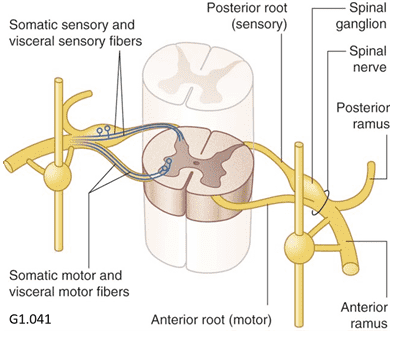 Somatic sensory and
visceral sensory fibers
Posterior root
(sensory)
Spinal
ganglion
Spinal
nerve
Posterior
ramus
Somatic motor and
visceral motor fibers
G1.041
Anterior root (motor)
Anterior
ramus